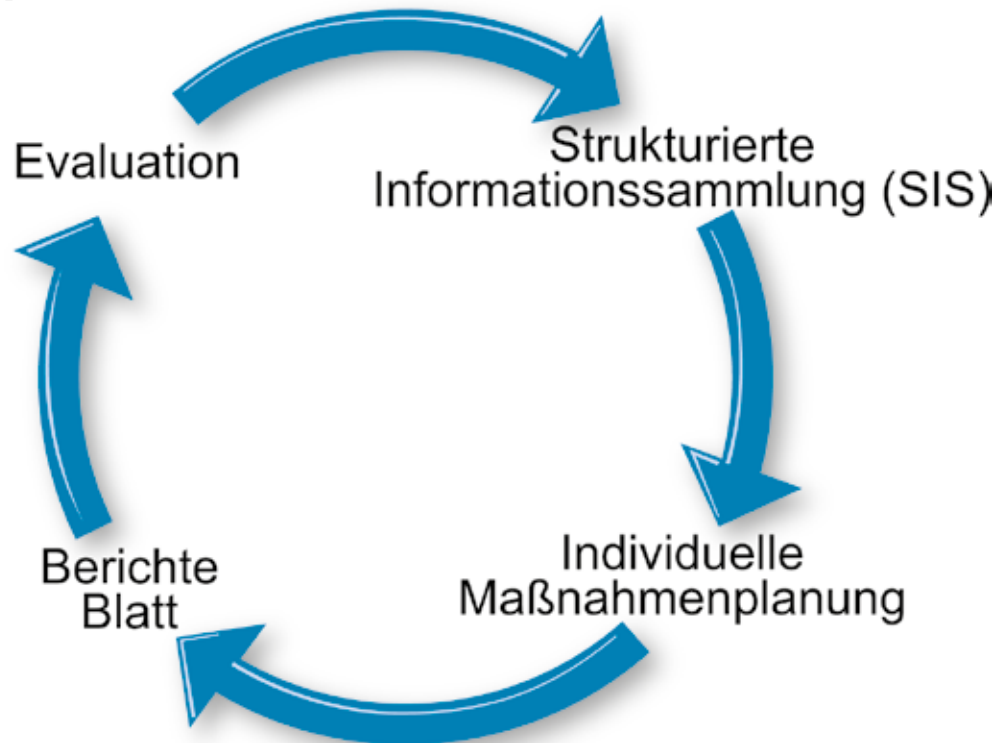 Evaluation
Strukturierte
Informationssammlung (SIS)
Individuelle
Maßnahmenplanung
Berichte
Blatt